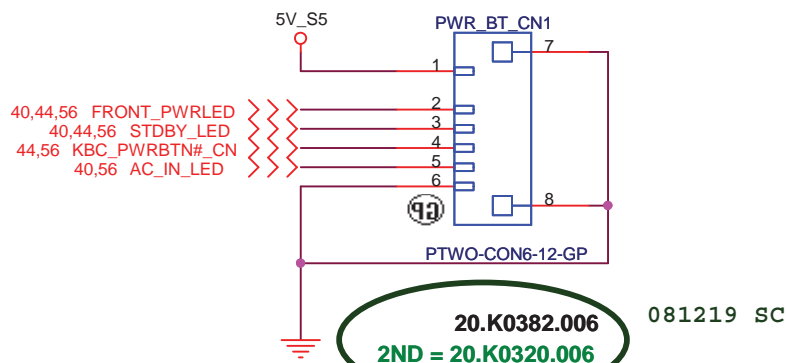 5V_S5
PWR_BT_CN1
7
1
40,44,56 FRONT_PWRLED
2
40,44,56 STDBY_LED
3
44,56 KBC_PWRBTN#_CN
4
40,56 AC_IN_LED
5
6
8
GP
PTWO-CON6-12-GP
20.K0382.006
081219 SC
2ND = 20.K0320.006